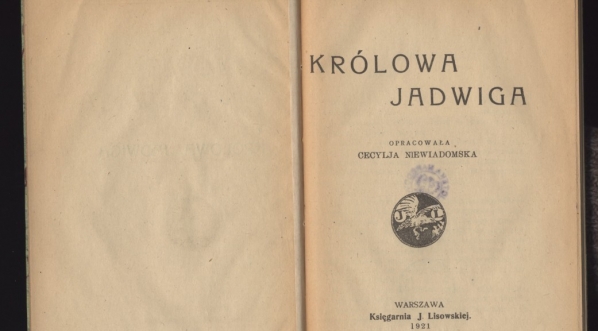 KRÓLOWA
JADWIGA
OPRACOWAŁA
CECYLJA NIEWIADOMSKA
J L
WARSZAWA
Księgarnia J. Lisowskiej.
1921